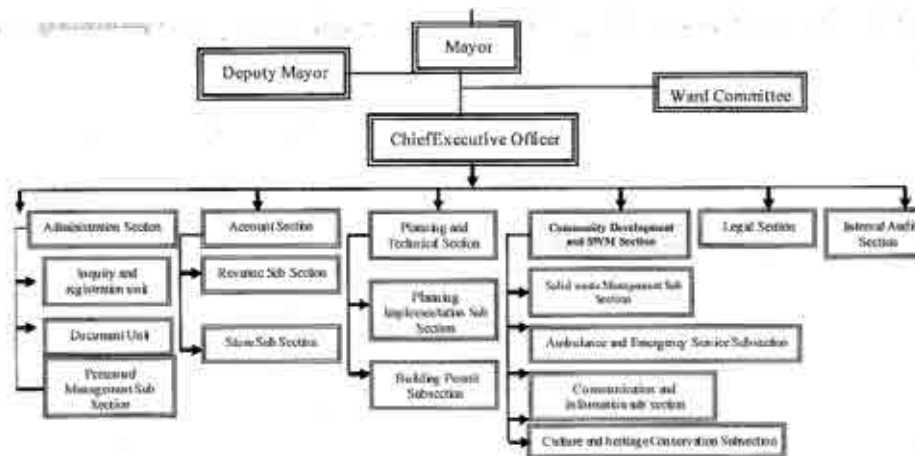 Mayor
Deputy Mayor
Ward Committee
Chief Executive Officer
Administration Section
Account Section
Planning and
Technical Section
Community Development
and SWM Section
Legal Section
Internal Audit
Section
Inquiry and
registration unit
Revenue Sub Section
Planning
Implementation Sub
Section
Solid waste Management Sub
Section
Document Unit
Store Sub Section
Ambulance and Emergency Service Subsection
Management Sub
Section
Building Permit
Subsection
Communication and
Information sub section
Culture and heritage Conservation Subsection